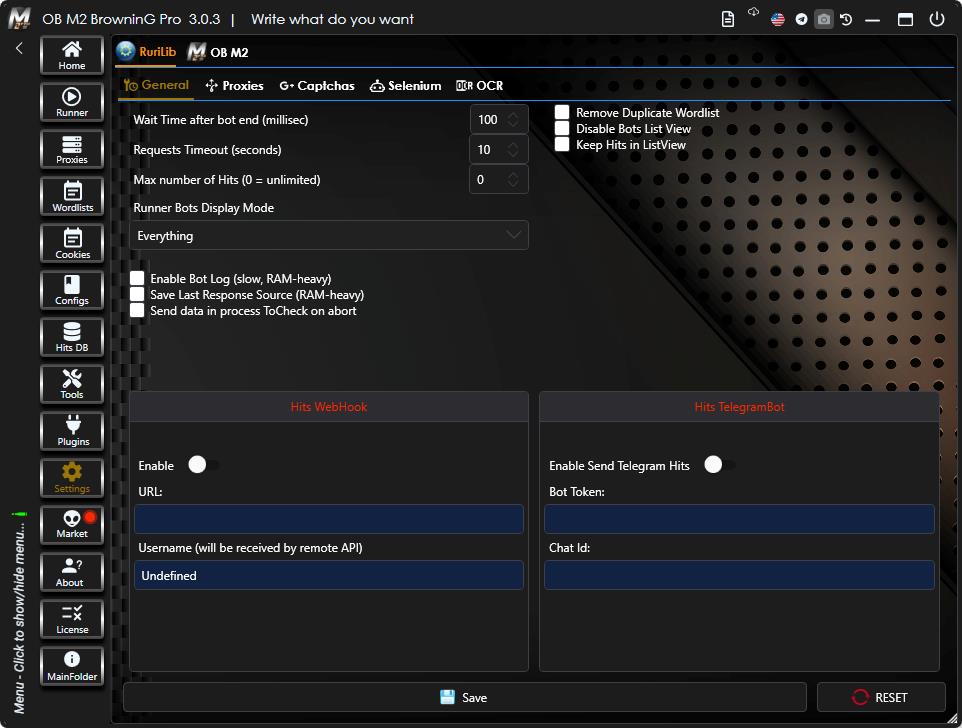 OB M2 BrowninG Pro 3.0.3 | Write what do you want
Home
Runner
Proxies
Wordlists
Cookies
Configs
Hits DB
Tools
Plugins
Settings
Market
About
License
MainFolder
Menu - Click to show/hide menu...
RuriLib
OB M2
General
Proxies
G+ Captchas
Selenium
OCR OCR
Wait Time after bot end (millisec)
100
Requests Timeout (seconds)
10
Max number of Hits (0 = unlimited)
0
Runner Bots Display Mode
Everything
Remove Duplicate Wordlist
Disable Bots List View
Keep Hits in ListView
Enable Bot Log (slow, RAM-heavy)
Save Last Response Source (RAM-heavy)
Send data in process ToCheck on abort
Hits WebHook
Enable
URL:
Username (will be received by remote API)
Undefined
Hits TelegramBot
Enable Send Telegram Hits
Bot Token:
Chat Id:
Save
RESET